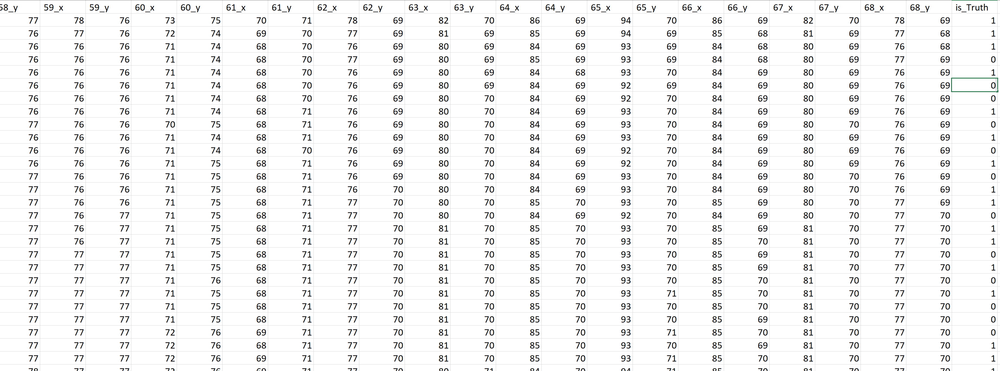 58_y 59_x 59_y 60_x 60_y 61_x 61_y 62_x 62_y 63_x 63_y 64_x 64_y 65_x 65_y 66_x 66_y 67_x 67_y 68_x 68_y is_Truth
77 78 76 73 75 70 71 78 69 82 70 86 69 94 70 86 69 82 70 78 69 1
76 77 76 72 74 69 70 77 69 81 69 85 69 94 69 85 68 81 69 77 68 1
76 76 76 71 74 68 70 76 69 80 69 84 69 93 69 84 68 80 69 76 68 1
76 76 76 71 74 68 70 77 69 80 69 85 69 93 69 84 68 80 69 77 69 0
76 76 76 71 74 68 70 76 69 80 69 84 68 93 70 84 69 80 69 76 69 1
76 76 76 71 74 68 70 76 69 80 69 84 69 92 69 84 69 80 69 76 69 0
76 76 76 71 74 68 70 76 69 80 70 84 69 92 70 84 69 80 69 76 69 0
76 76 76 71 74 68 71 76 69 80 70 84 69 93 70 84 69 80 69 76 69 1
77 76 76 70 75 68 71 76 69 80 70 84 69 93 70 84 69 80 70 76 69 0
76 76 76 71 74 68 71 76 69 80 70 84 69 93 70 84 69 80 69 76 69 1
76 76 76 71 74 68 70 76 69 80 70 84 69 92 70 84 69 80 69 76 69 0
76 76 76 71 75 68 71 76 69 80 70 84 69 92 70 84 69 80 69 76 69 1
77 76 76 71 75 68 71 76 69 80 70 84 69 93 70 84 69 80 70 76 69 0
77 76 76 71 75 68 71 76 70 80 70 84 69 93 70 84 69 80 70 76 69 1
77 76 76 71 75 68 71 77 70 80 70 85 70 93 70 85 69 80 70 77 69 1
77 76 77 71 75 68 71 77 70 80 70 84 69 92 70 84 69 80 70 77 70 0
77 76 77 71 75 68 71 77 70 81 70 85 70 93 70 85 69 81 70 77 70 1
77 76 77 71 75 68 71 77 70 81 70 85 70 93 70 85 70 81 70 77 70 1
77 77 77 71 75 68 71 77 70 81 70 85 70 93 70 85 69 81 70 77 70 0
77 77 77 71 75 68 71 77 70 81 70 85 70 93 70 85 69 81 70 77 70 1
77 77 77 71 76 68 71 77 70 81 70 85 70 93 70 85 70 81 70 77 70 0
77 77 77 71 75 68 71 77 70 81 70 85 70 93 71 85 70 81 70 77 70 1
77 77 77 71 75 68 71 77 70 81 70 85 70 93 70 85 70 81 70 77 70 0
77 77 77 71 75 68 71 77 70 81 70 85 70 93 70 85 69 81 70 77 70 0
77 77 77 72 76 69 71 77 70 81 70 85 70 93 71 85 70 81 70 77 70 0
77 77 77 72 76 68 71 77 70 81 70 85 70 93 70 85 69 81 70 77 70 1
77 77 77 72 76 69 71 77 70 81 70 85 70 93 71 85 70 81 70 77 70 1